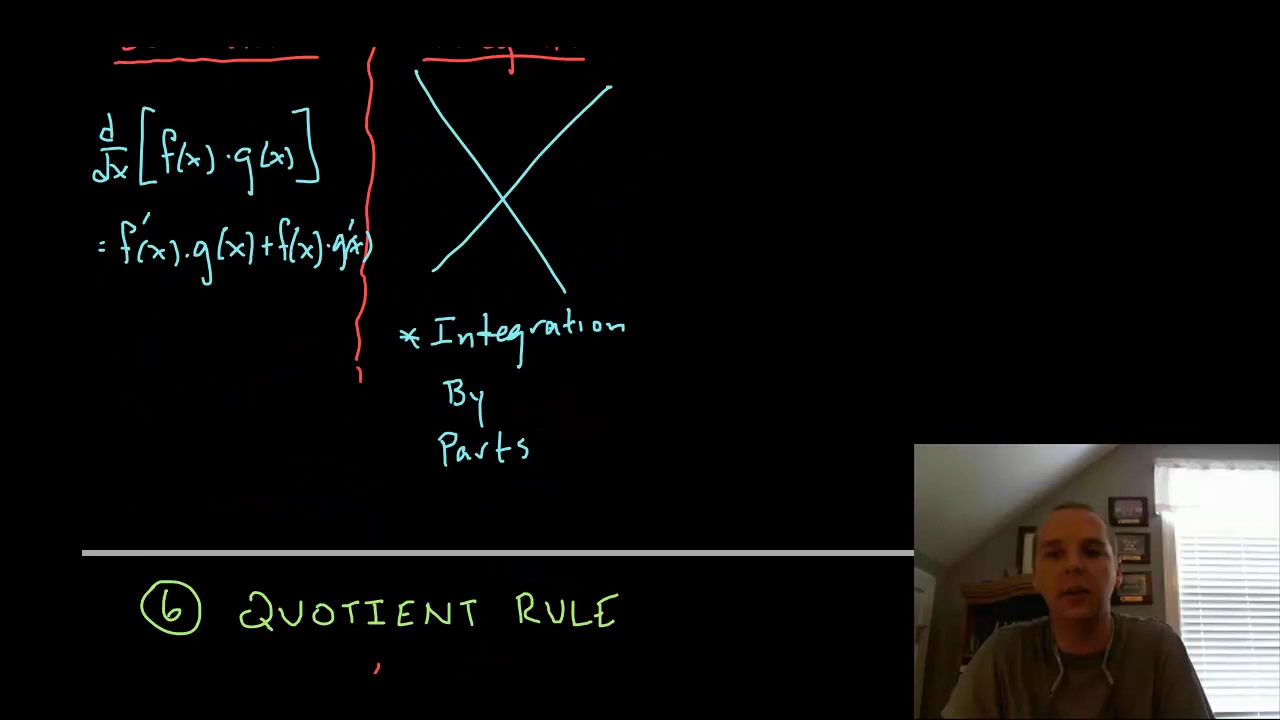 d/dx [f(x)·g(x)]
= f'(x)·g(x)+f(x)·g'(x)
* Integration
By
Parts
6 QUOTIENT RULE